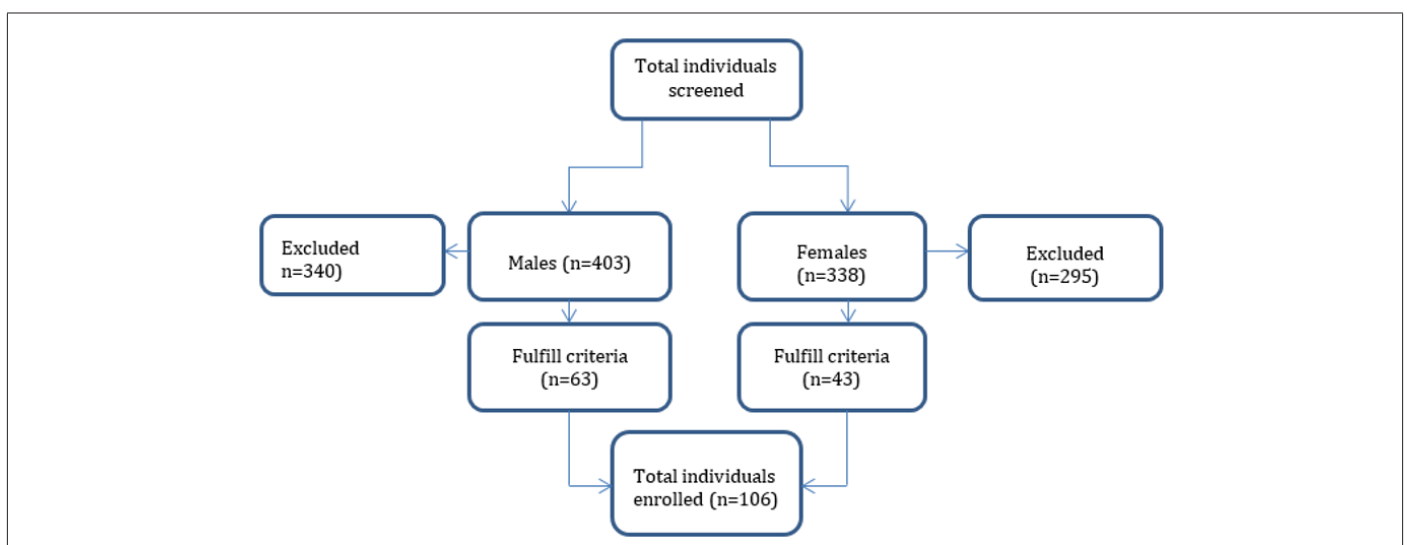 Total individuals
screened
Excluded
n=340)
Males (n=403)
Females
(n=338)
Excluded
(n=295)
Fulfill criteria
(n=63)
Fulfill criteria
(n=43)
Total individuals
enrolled (n=106)